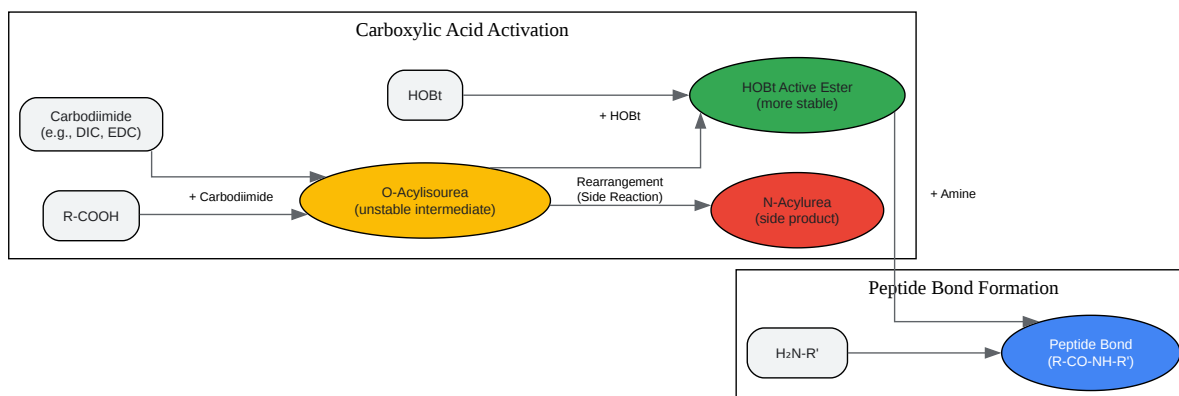 Carboxylic Acid Activation
HOBt
HOBt Active Ester
(more stable)
+ HOBt
Carbodiimide
(e.g., DIC, EDC)
R-COOH
+ Carbodiimide
O-Acylisourea
(unstable intermediate)
Rearrangement
(Side Reaction)
N-Acylurea
(side product)
+ Amine
Peptide Bond Formation
H₂N-R'
Peptide Bond
(R-CO-NH-R')